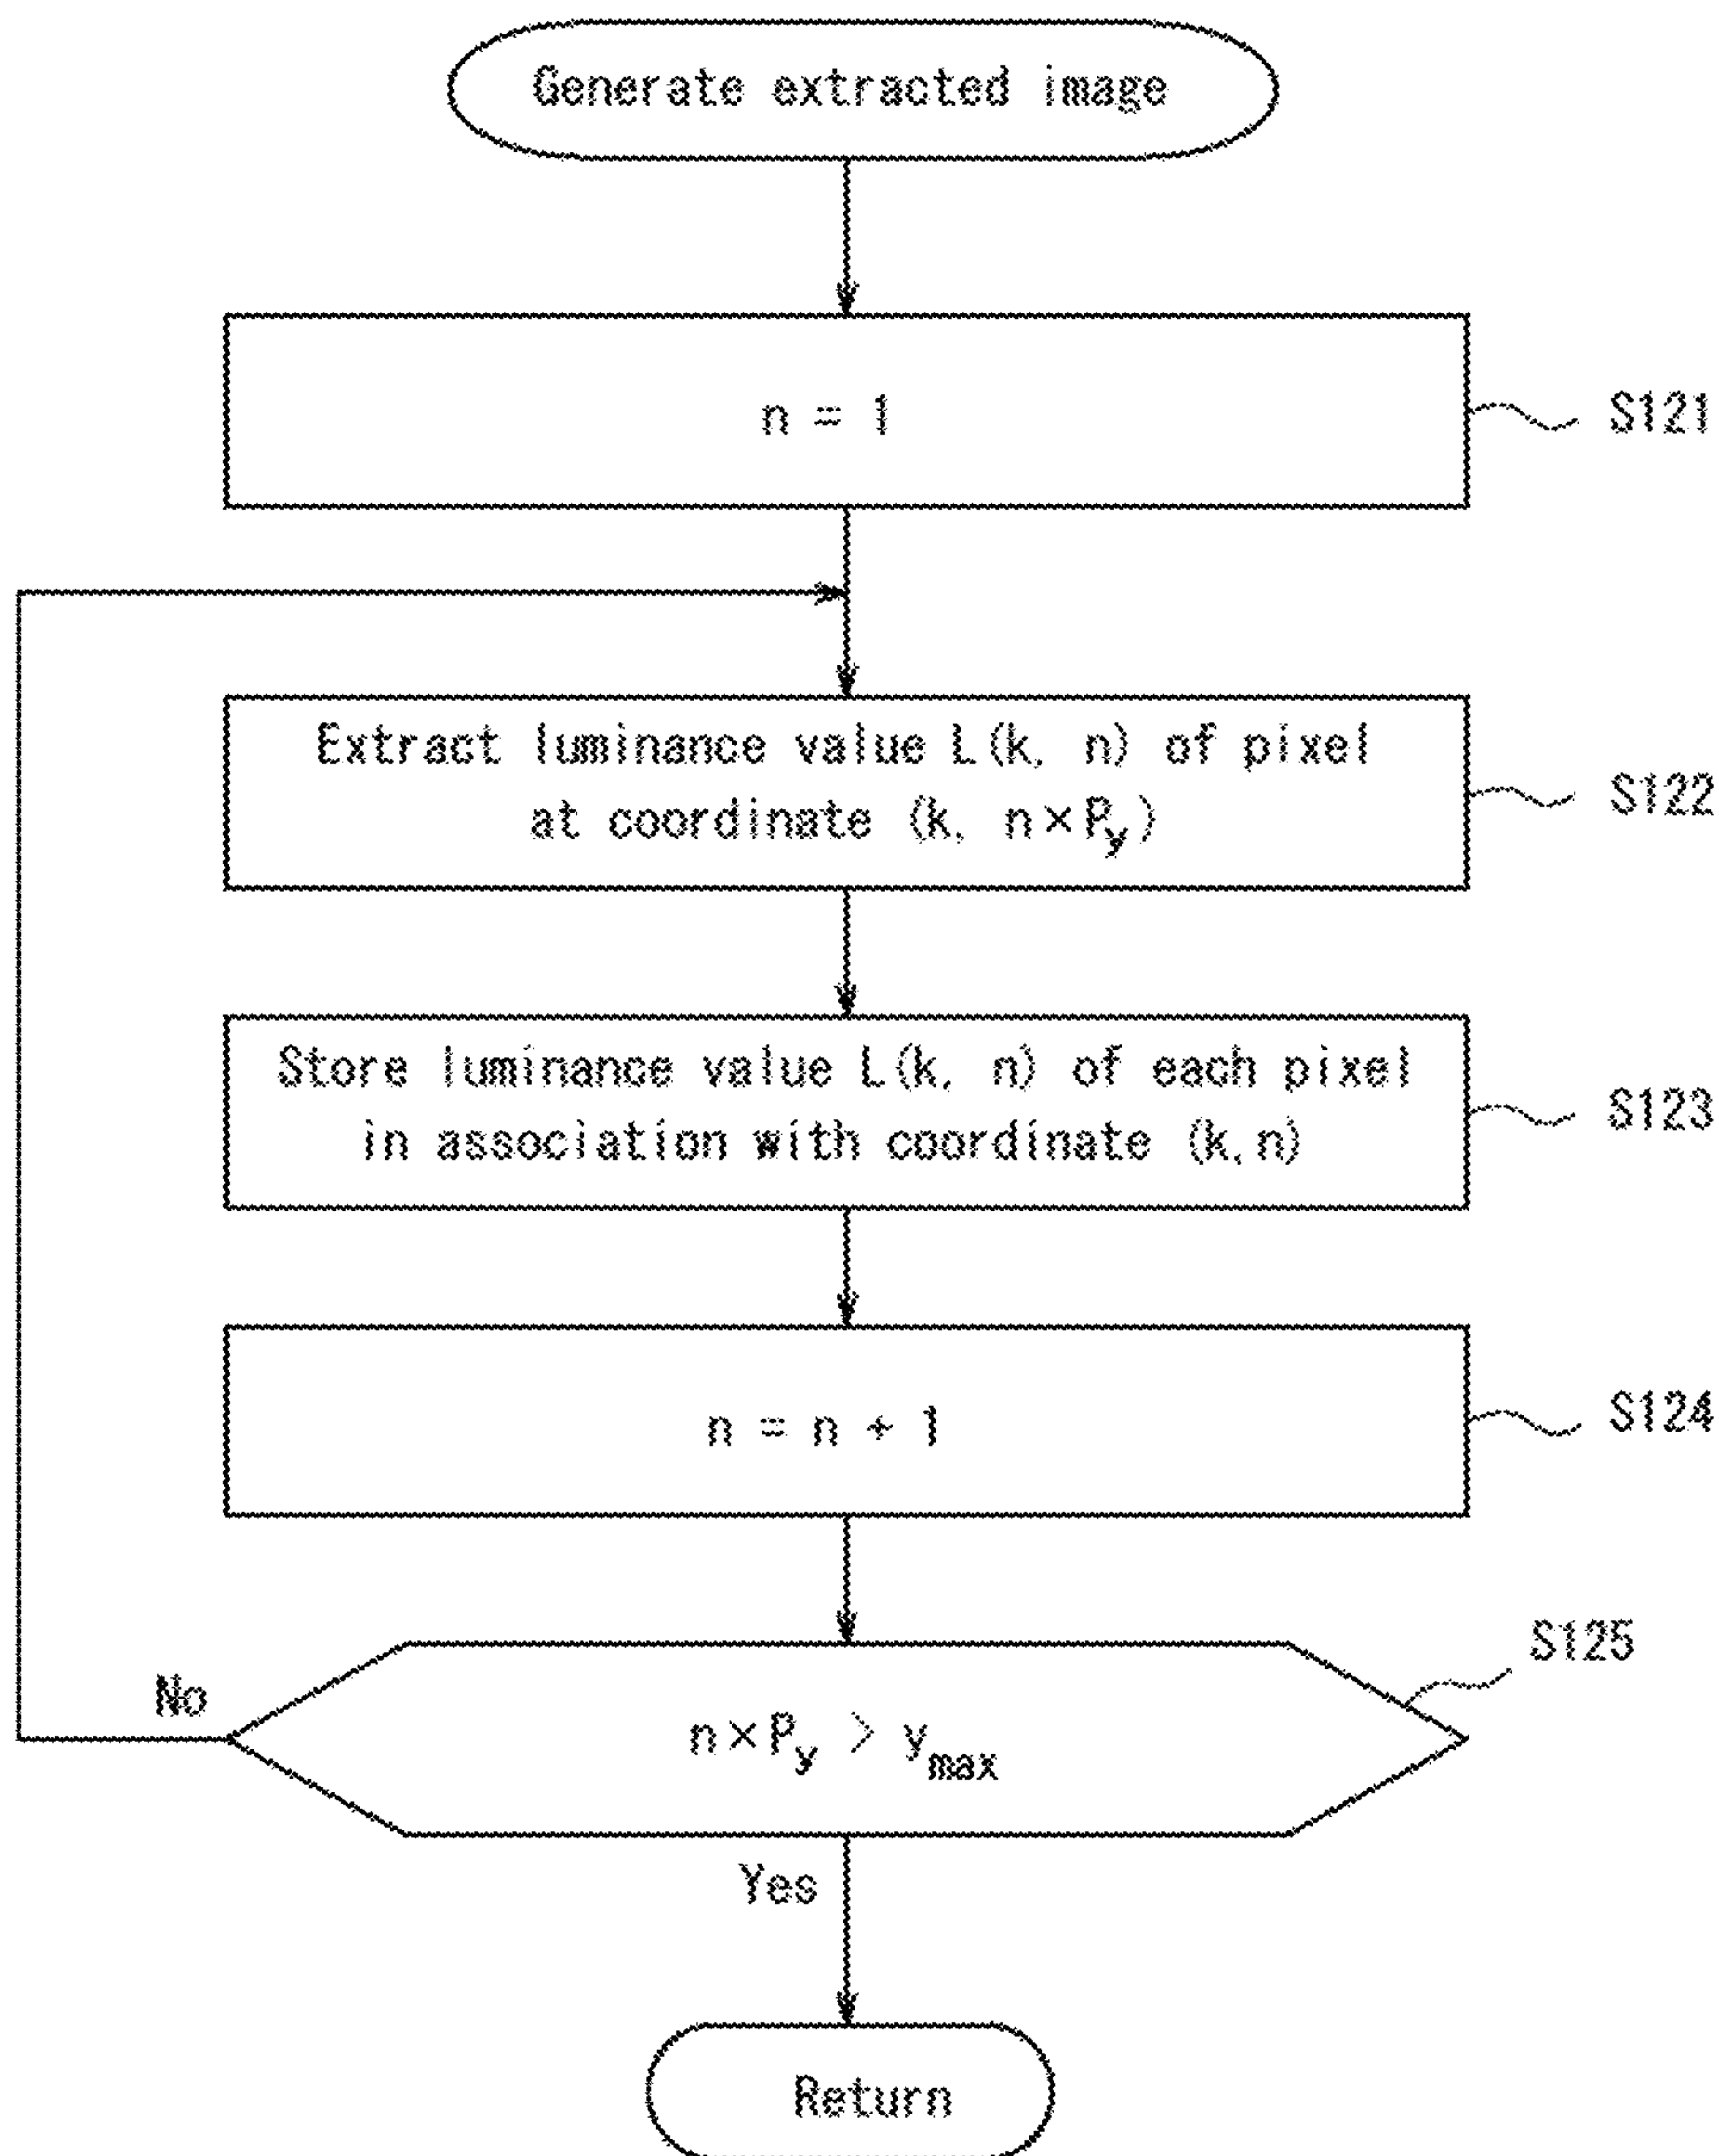 Generate extracted image
n = 1
S121
Extract luminance value L(k, n) of pixel
at coordinate (k, n×Py)
S122
Store luminance value L(k, n) of each pixel
in association with coordinate (k,n)
S123
n = n + 1
S124
S125
No
n×Py > ymax
Yes
Return